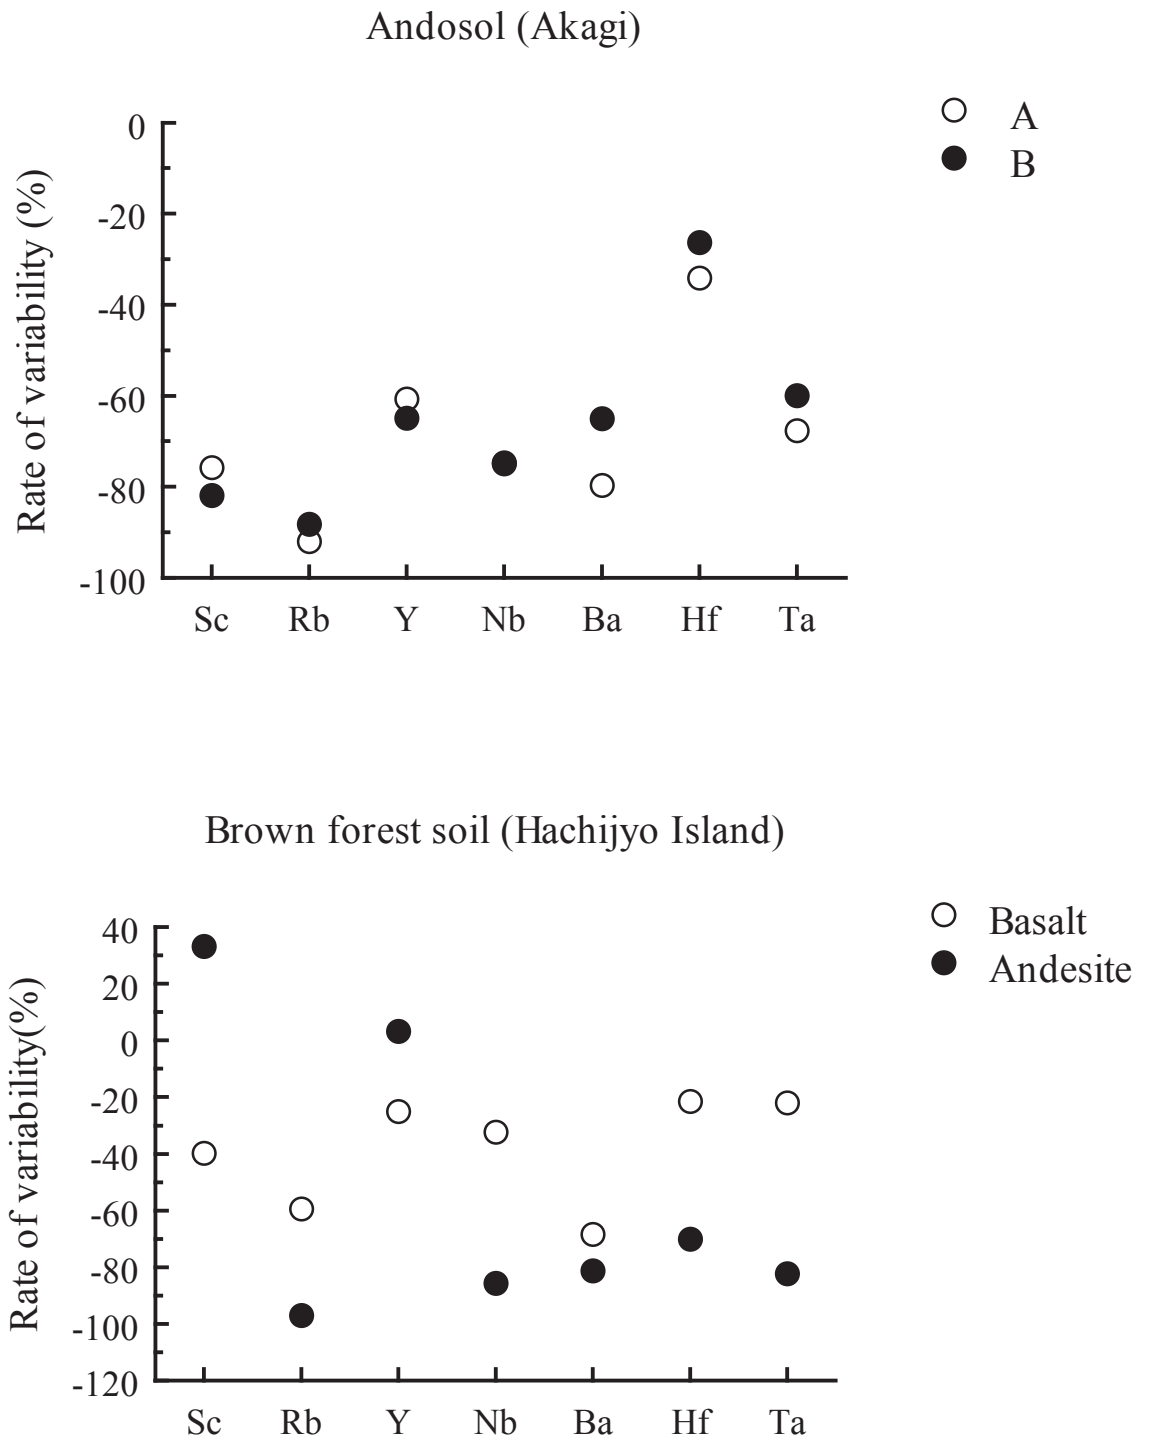 Andosol (Akagi)
A
B
Rate of variability (%)
0
-20
-40
-60
-80
-100
Sc Rb Y Nb Ba Hf Ta
Brown forest soil (Hachijyo Island)
Basalt
Andesite
Rate of variability(%)
40
20
0
-20
-40
-60
-80
-100
-120
Sc Rb Y Nb Ba Hf Ta